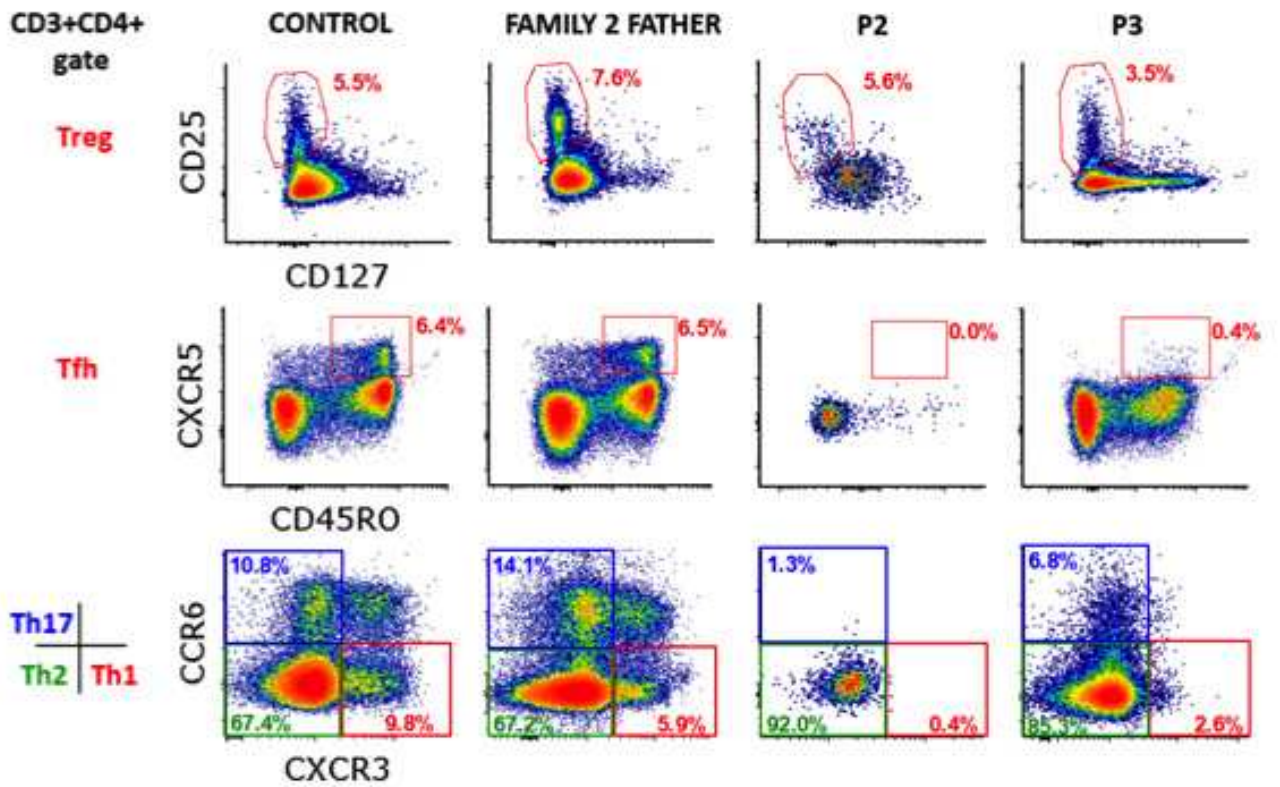 CD3+CD4+ gate
CONTROL
FAMILY 2 FATHER
P2
P3
Treg
CD25
5.5%
7.6%
5.6%
3.5%
CD127
Tfh
CXCR5
6.4%
6.5%
0.0%
0.4%
CD45RO
Th17
Th2
Th1
CCR6
10.8%
67.4%
9.8%
14.1%
67.2%
5.9%
1.3%
92.0%
0.4%
6.8%
85.3%
2.6%
CXCR3